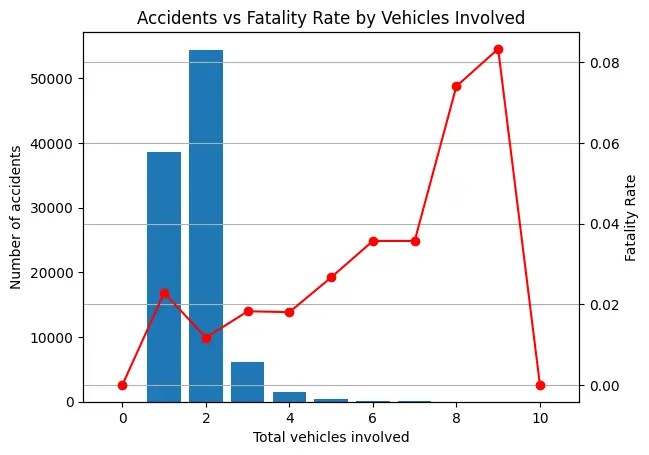 Accidents vs Fatality Rate by Vehicles Involved
Number of accidents
50000
40000
30000
20000
10000
0
0.08
0.06
0.04
0.02
0.00
Fatality Rate
0 2 4 6 8 10
Total vehicles involved